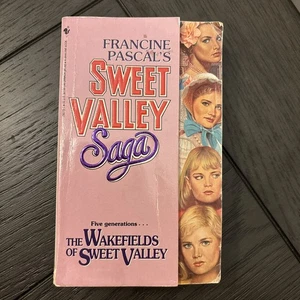 FRANCINE
PASCAL'S
SWEET
VALLEY
Saga
Five generations . . .
THE WAKEFIELDS
OF SWEET VALLEY